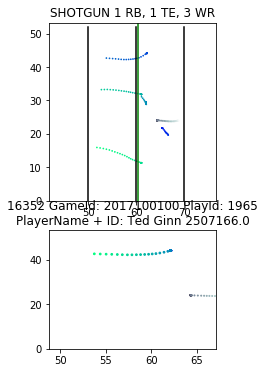 SHOTGUN 1 RB, 1 TE, 3 WR
50
40
30
20
10
0
50 60 70
16352 GameId: 2017100100 PlayId: 1965
PlayerName + ID: Ted Ginn 2507166.0
40
20
0
50 55 60 65